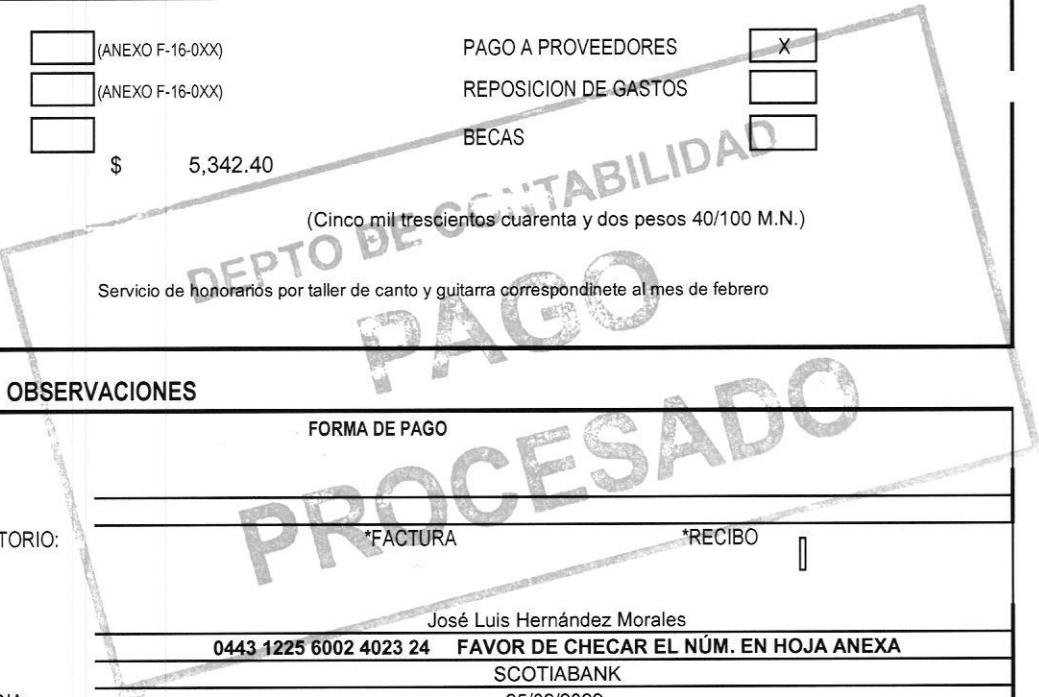 (ANEXO F-16-0XX) PAGO A PROVEEDORES X
(ANEXO F-16-0XX) REPOSICION DE GASTOS
BECAS
$ 5,342.40
(Cinco mil trescientos cuarenta y dos pesos 40/100 M.N.)
DEPTO DE CONTABILIDAD
Servicio de honorarios por taller de canto y guitarra correspondinete al mes de febrero
PAGO
OBSERVACIONES
FORMA DE PAGO
PROCESADO
TORIO: *FACTURA *RECIBO
José Luis Hernández Morales
0443 1225 6002 4023 24 FAVOR DE CHECAR EL NÚM. EN HOJA ANEXA
SCOTIABANK